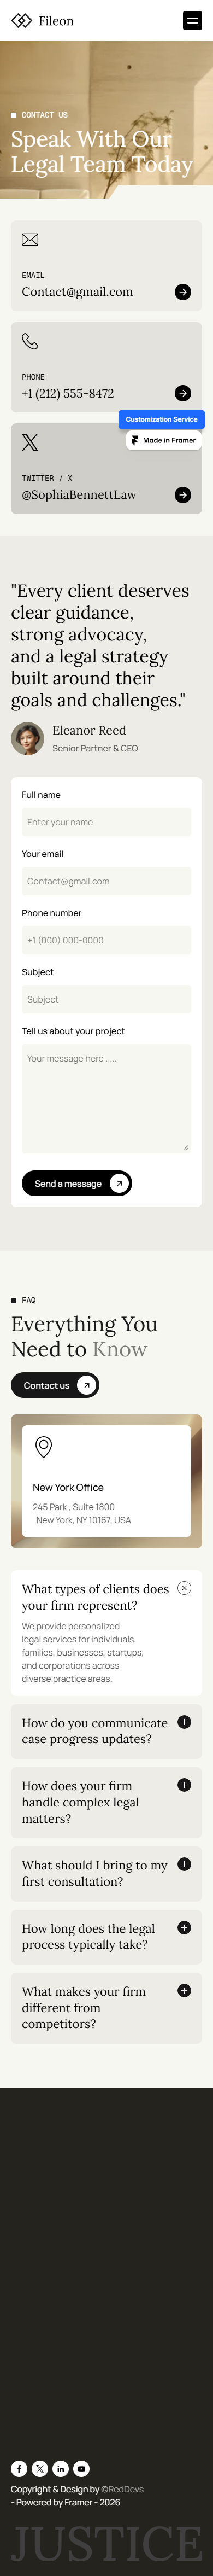 Fileon
CONTACT US
Speak With Our
Legal Team Today
EMAIL
Contact@gmail.com
PHONE
+1 (212) 555-8472
Customization Service
Made in Framer
TWITTER / X
@SophiaBennettLaw
"Every client deserves
clear guidance,
strong advocacy,
and a legal strategy
built around their
goals and challenges."
Eleanor Reed
Senior Partner & CEO
Full name
Enter your name
Your email
Contact@gmail.com
Phone number
+1 (000) 000-0000
Subject
Subject
Tell us about your project
Your message here .....
Send a message
FAQ
Everything You
Need to Know
Contact us
New York Office
245 Park , Suite 1800
New York, NY 10167, USA
What types of clients does
your firm represent?
We provide personalized
legal services for individuals,
families, businesses, startups,
and corporations across
diverse practice areas.
How do you communicate
case progress updates?
How does your firm
handle complex legal
matters?
What should I bring to my
first consultation?
How long does the legal
process typically take?
What makes your firm
different from
competitors?
Copyright & Design by ©RedDevs
- Powered by Framer - 2026
JUSTICE